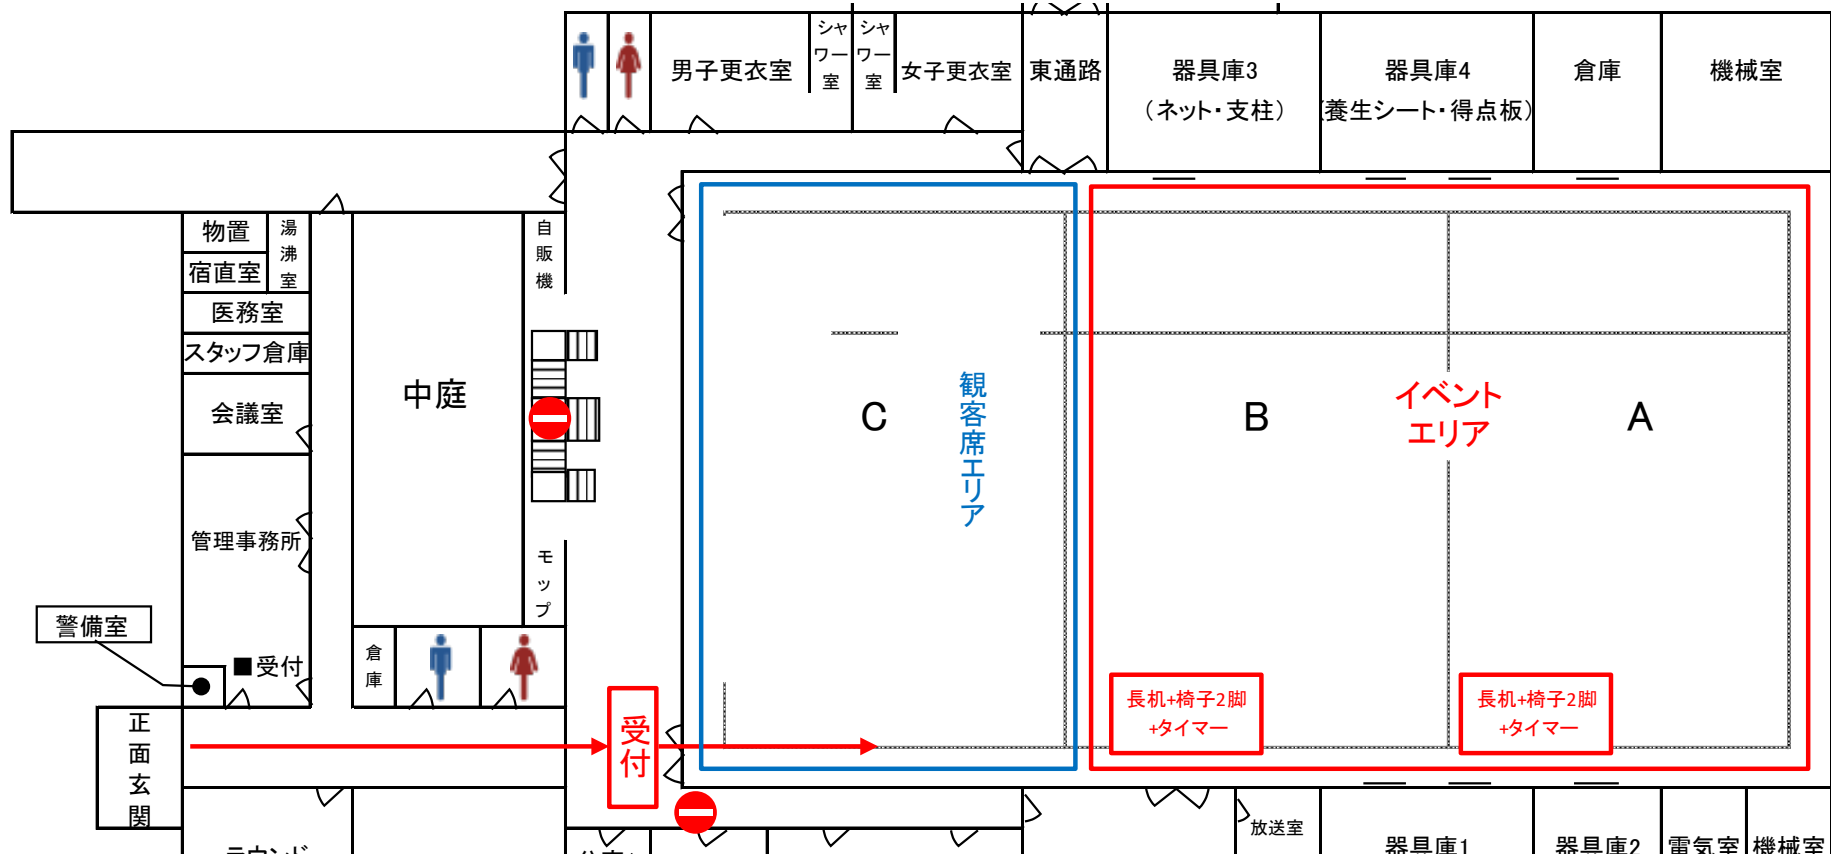 男子更衣室
シャ
ワー
室
シャ
ワー
室
女子更衣室
東通路
器具庫3
（ネット・支柱）
器具庫4
（養生シート・得点板）
倉庫
機械室
物置
湯沸室
宿直室
医務室
スタッフ倉庫
会議室
管理事務所
警備室
■受付
正面玄関
中庭
自販機
モップ
倉庫
受付
C
観客席エリア
B
イベント
エリア
A
長机+椅子2脚
+タイマー
長机+椅子2脚
+タイマー
放送室
器具庫1
器具庫2
電気室
機械室
ラウンド